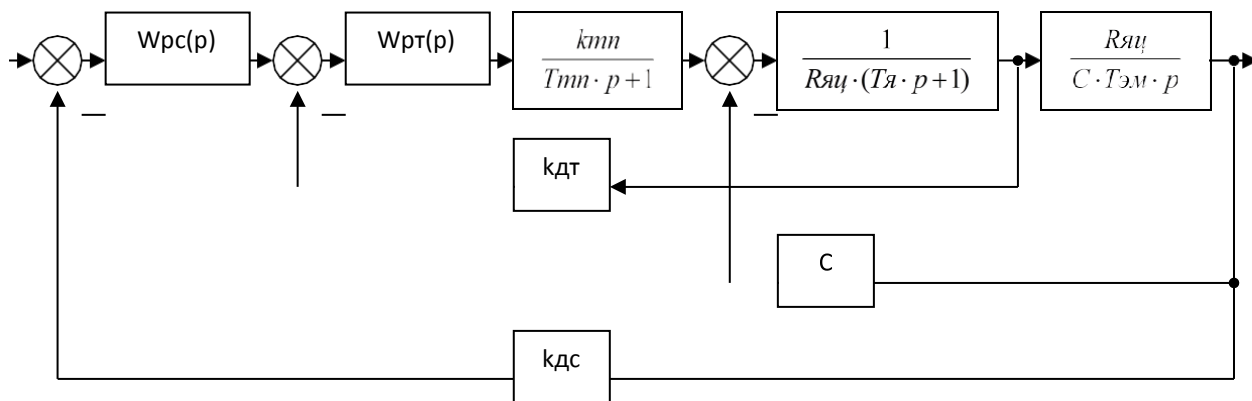 Wрс(р)
Wрт(р)
kтп
Tтп · p + 1
1
Rяц · (Tя · p + 1)
Rяц
C · Tэм · p
—
—
—
kдт
C
kдс